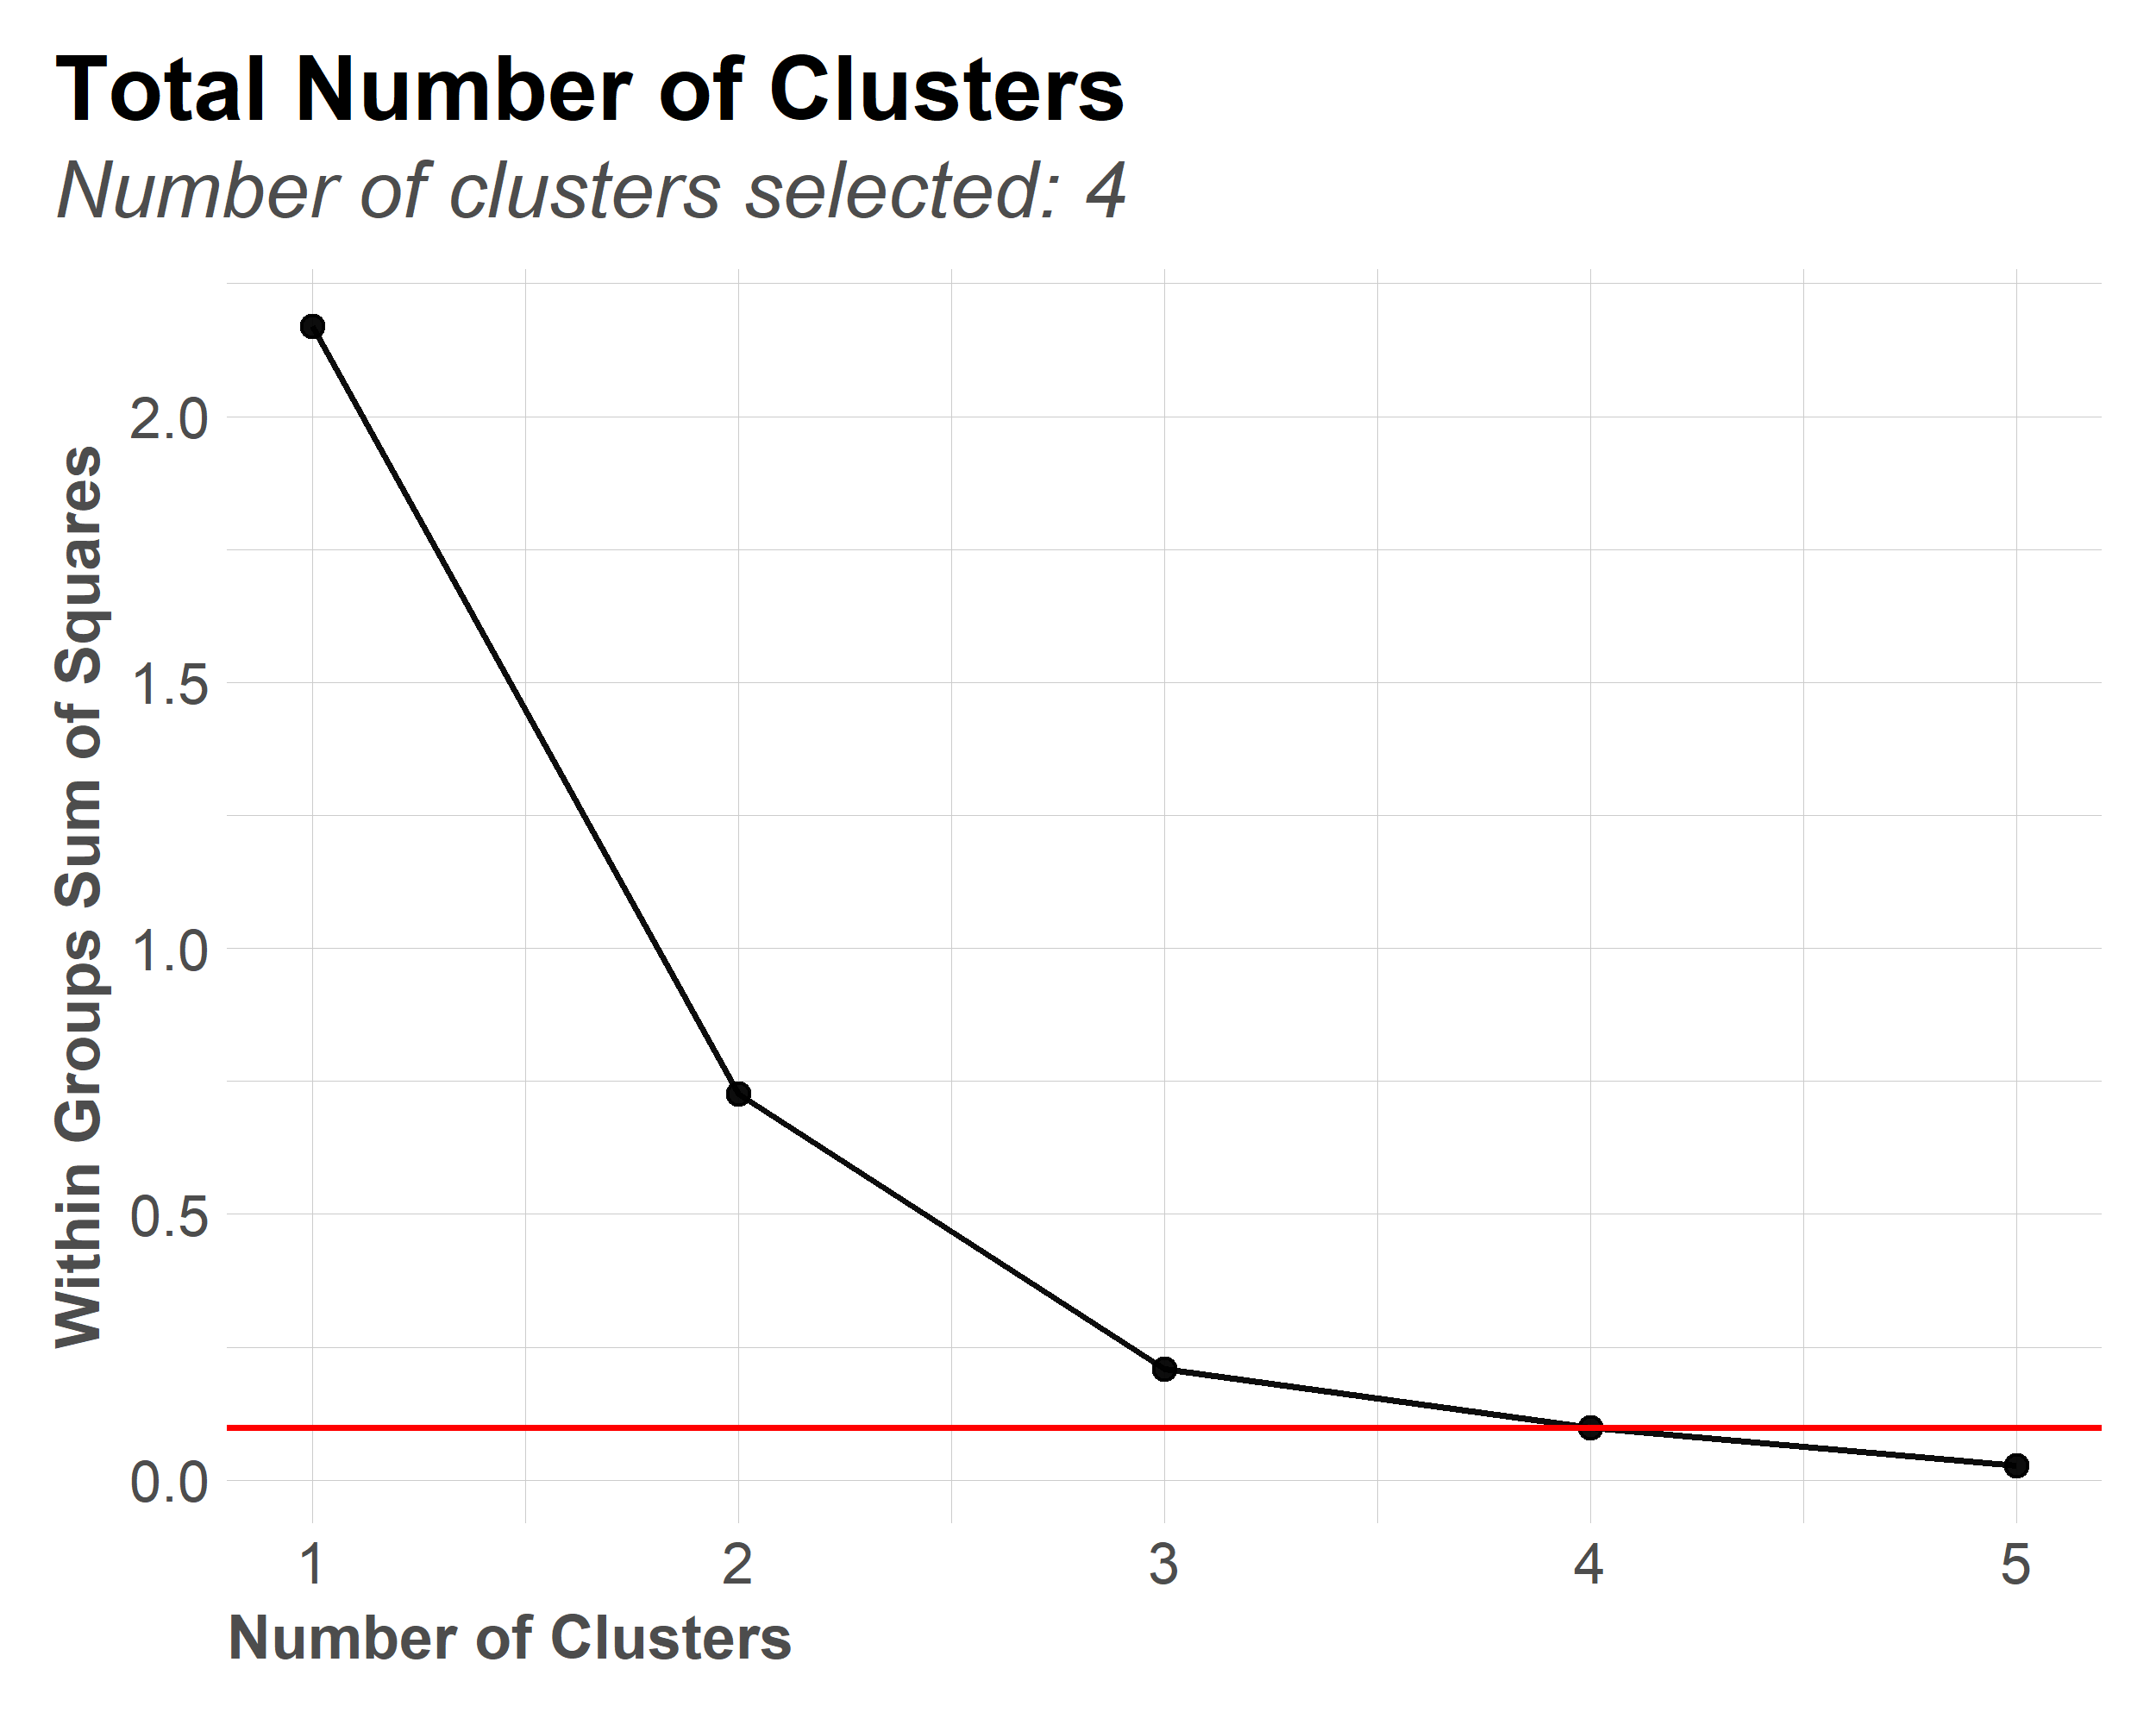 Total Number of Clusters
Number of clusters selected: 4
Within Groups Sum of Squares
2.0
1.5
1.0
0.5
0.0
1 2 3 4 5
Number of Clusters